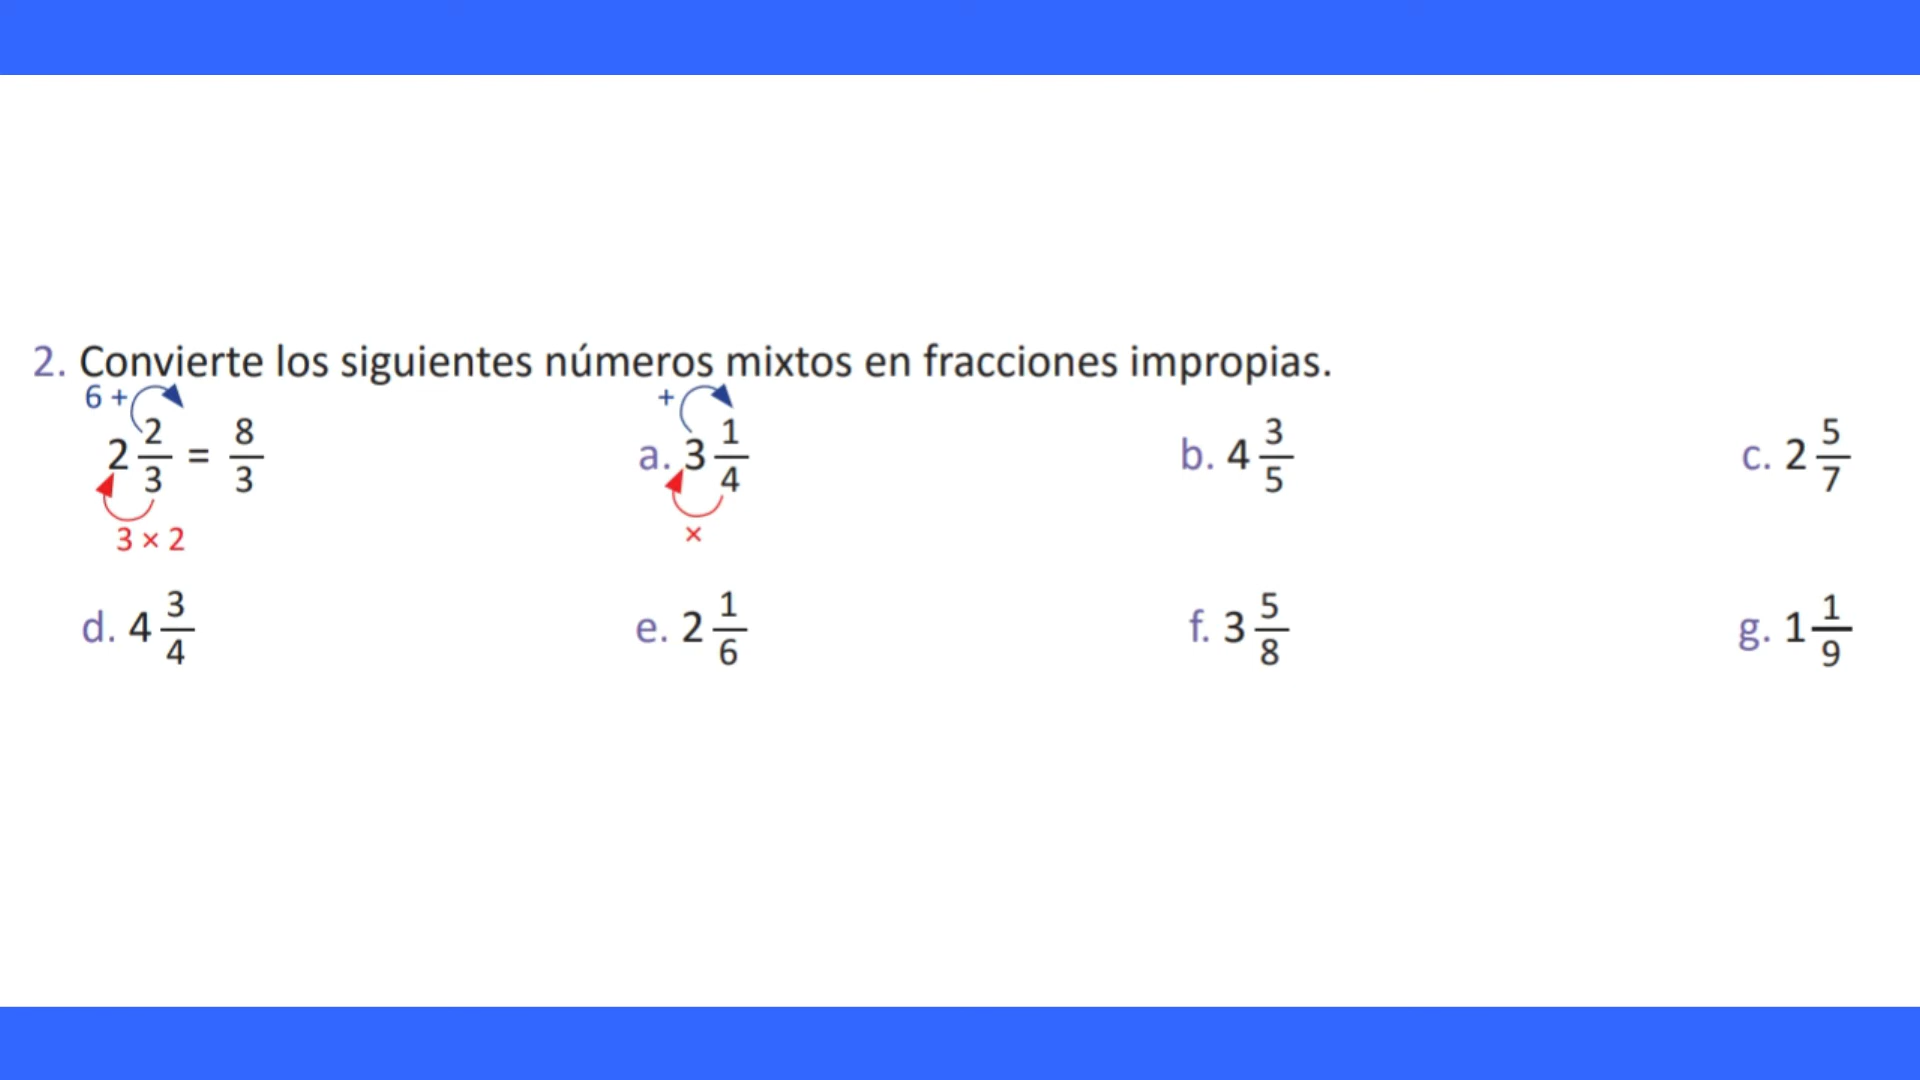 2. Convierte los siguientes números mixtos en fracciones impropias.
6 + 2 2/3 = 8/3 3 × 2
a. + 3 1/4 ×
b. 4 3/5
c. 2 5/7
d. 4 3/4
e. 2 1/6
f. 3 5/8
g. 1 1/9